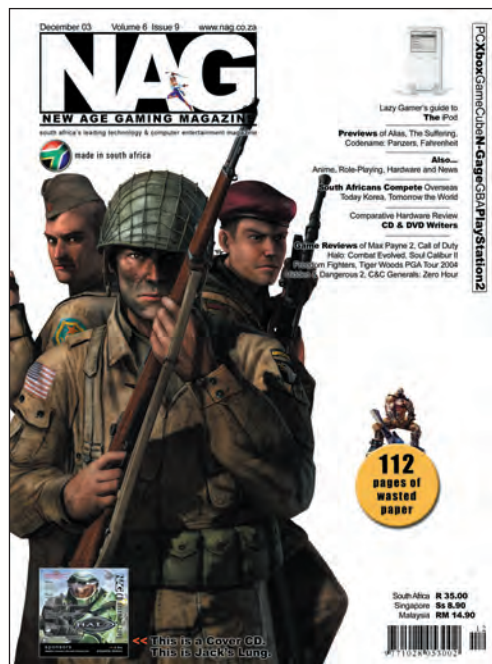 December 03 Volume 6 Issue 9 www.nag.co.za
NAG
NEW AGE GAMING MAGAZINE
south africa's leading technology & computer entertainment magazine
made in south africa
PCXboxGameCubeN-GageGBAPlayStation2
Lazy Gamer's guide to
The iPod
Previews of Alias, The Suffering,
Codename: Panzers, Fahrenheit
Also...
Anime, Role-Playing, Hardware and News
South Africans Compete Overseas
Today Korea, Tomorrow the World
Comparative Hardware Review
CD & DVD Writers
Game Reviews of Max Payne 2, Call of Duty
Halo: Combat Evolved, Soul Calibur II
Freedom Fighters, Tiger Woods PGA Tour 2004
Hidden & Dangerous 2, C&C Generals: Zero Hour
112
pages of
wasted
paper
HALO
sponsors
<< This is a Cover CD.
This is Jack's Lung.
South Africa R 35.00
Singapore S$ 8.90
Malaysia RM 14.90
9 771028 053002